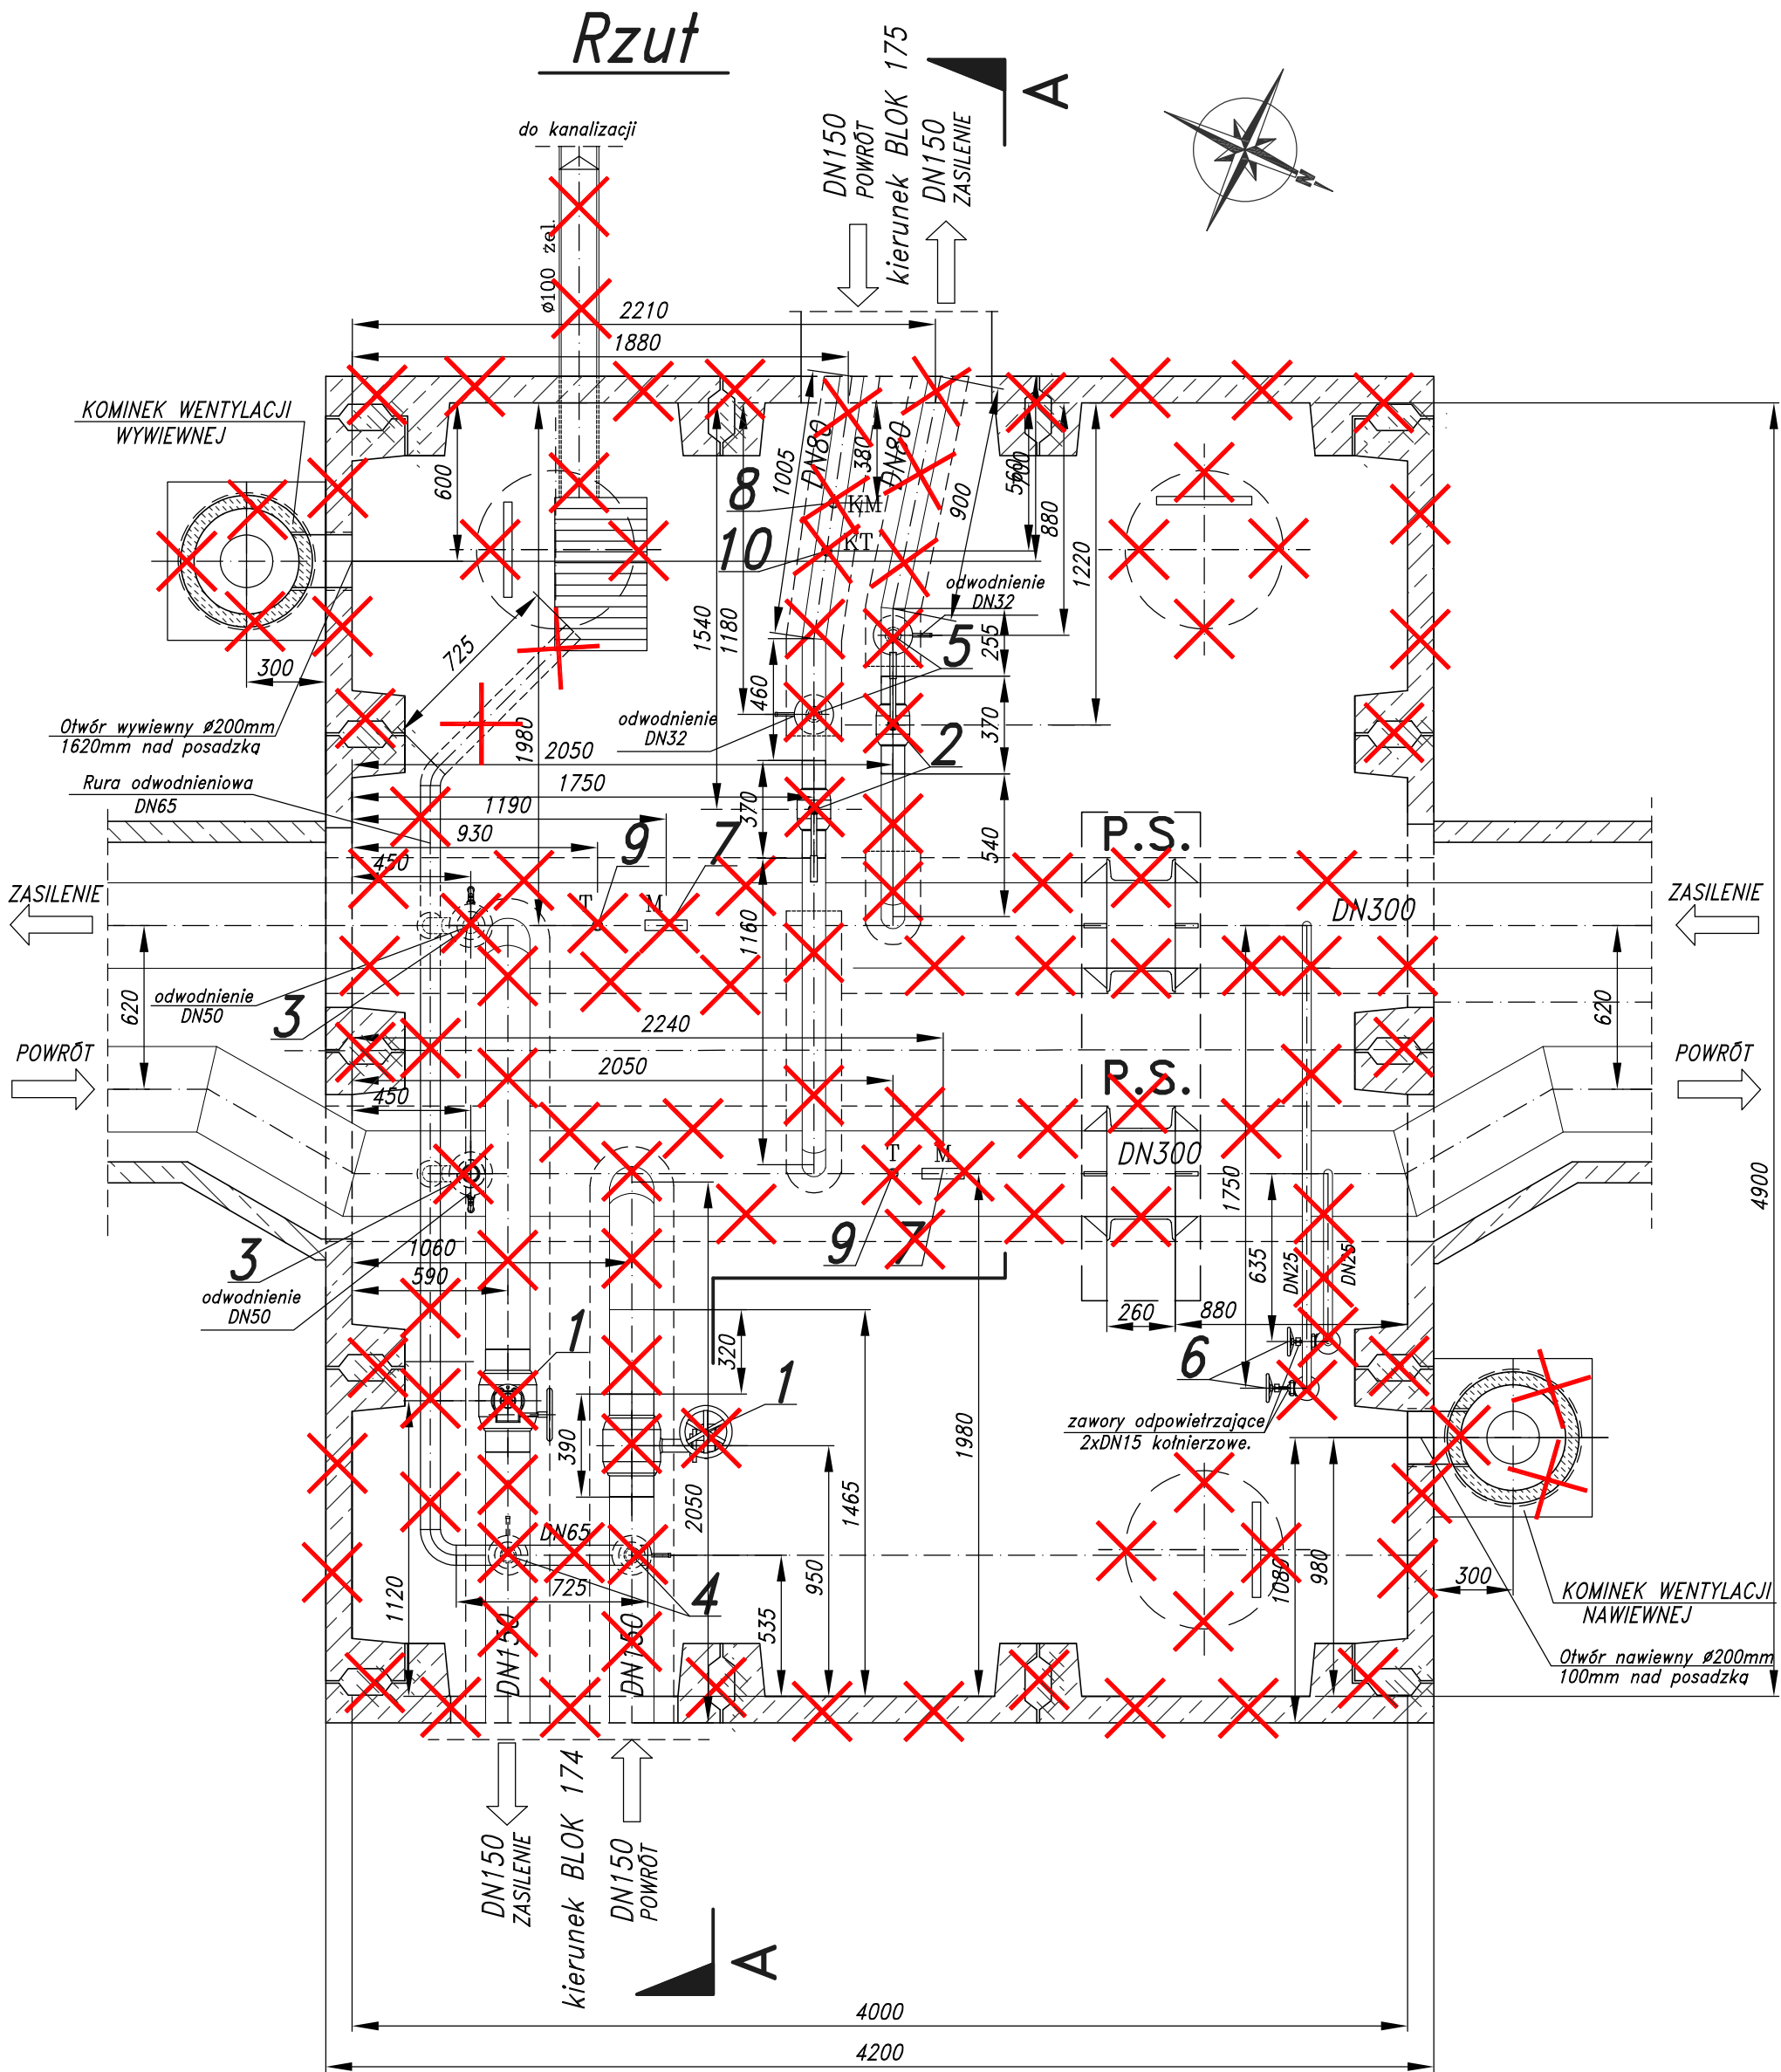 Rzut
A
do kanalizacji
ø100 żel.
DN150
POWRÓT
kierunek BLOK 175
DN150
ZASILENIE
N
2210
1880
KOMINEK WENTYLACJI
WYWIEWNEJ
600
1005
DN80
380
DN80
900
560
700
880
1220
8
KM
10
KT
odwodnienie
DN32
5
255
725
1540
1180
460
300
Otwór wywiewny Ø200mm
1620mm nad posadzką
1980
odwodnienie
DN32
2
370
2050
Rura odwodnieniowa
DN65
1750
1190
930
450
370
540
9
7
P.S.
ZASILENIE
T
M
DN300
ZASILENIE
1160
620
odwodnienie
DN50
3
2240
620
POWRÓT
2050
P.S.
POWRÓT
450
T
M
DN300
1750
4900
9
7
3
1060
590
635
DN25
DN25
odwodnienie
DN50
260
880
1
320
6
1
390
zawory odpowietrzające
2xDN15 kołnierzowe.
1980
2050
1465
DN65
725
4
950
535
1080
980
300
1120
DN150
DN150
KOMINEK WENTYLACJI
NAWIEWNEJ
Otwór nawiewny Ø200mm
100mm nad posadzką
DN150
ZASILENIE
kierunek BLOK 174
DN150
POWRÓT
A
4000
4200